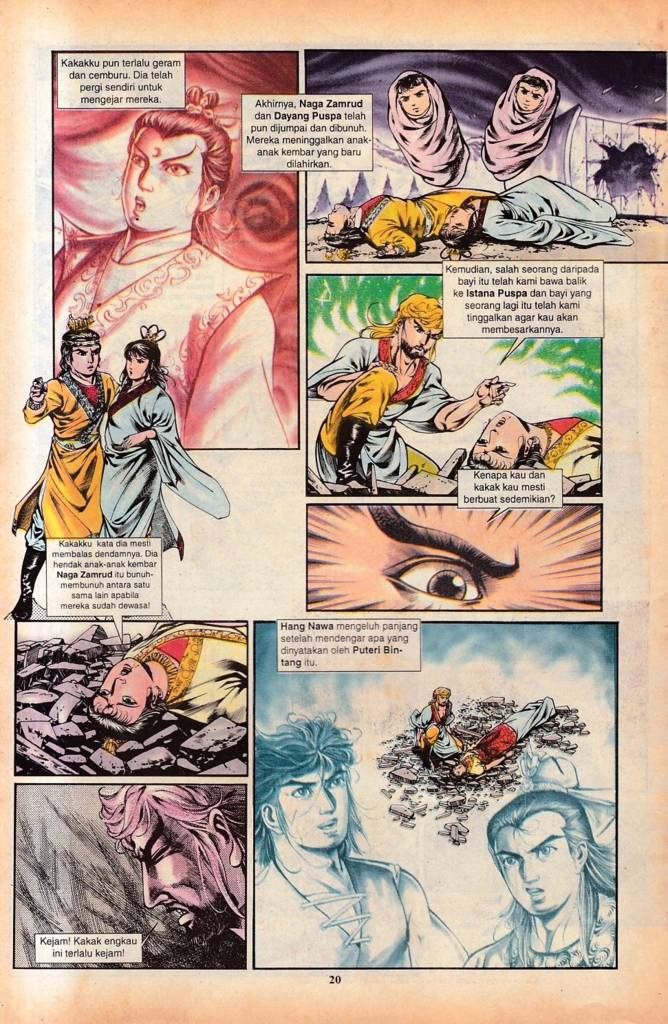 Kakakku pun terlalu geram
dan cemburu. Dia telah
pergi sendiri untuk
mengejar mereka.
Akhirnya, Naga Zamrud
dan Dayang Puspa telah
pun dijumpai dan dibunuh.
Mereka meninggalkan anak-
anak kembar yang baru
dilahirkan.
Kemudian, salah seorang daripada
bayi itu telah kami bawa balik
ke Istana Puspa dan bayi yang
seorang lagi itu telah kami
tinggalkan agar kau akan
membesarkannya.
Kenapa kau dan
kakak kau mesti
berbuat sedemikian?
Kakakku kata dia mesti
membalas dendamnya. Dia
hendak anak-anak kembar
Naga Zamrud itu bunuh-
membunuh antara satu
sama lain apabila
mereka sudah dewasa!
Kejam! Kakak engkau
ini terlalu kejam!
Hang Nawa mengeluh panjang
setelah mendengar apa yang
dinyatakan oleh Puteri Bin-
tang itu.
20